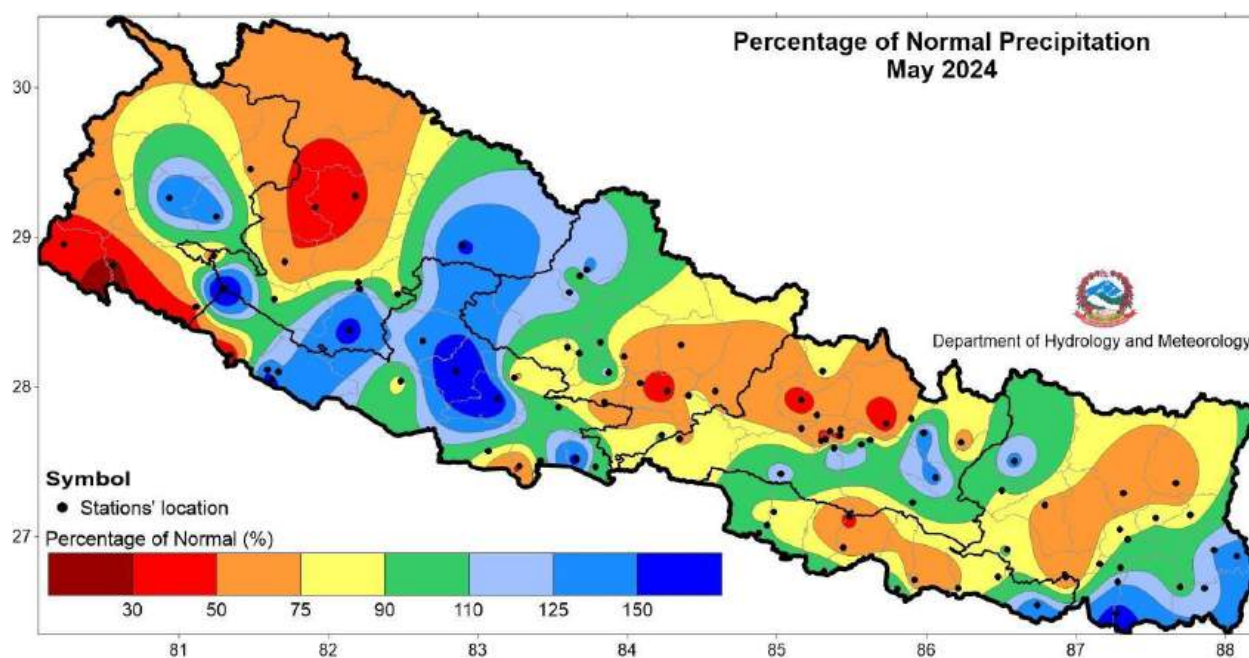 Percentage of Normal Precipitation
May 2024
30
29
28
27
Department of Hydrology and Meteorology
Symbol
Stations' location
Percentage of Normal (%)
30 50 75 90 110 125 150
81 82 83 84 85 86 87 88